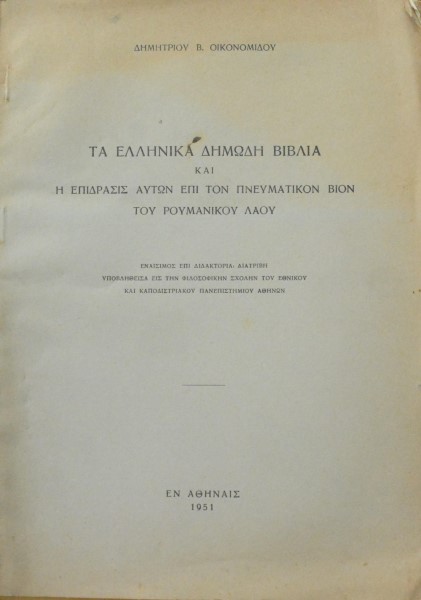 ΔΗΜΗΤΡΙΟΥ Β. ΟΙΚΟΝΟΜΙΔΟΥ
ΤΑ ΕΛΛΗΝΙΚΑ ΔΗΜΩΔΗ ΒΙΒΛΙΑ
ΚΑΙ
Η ΕΠΙΔΡΑΣΙΣ ΑΥΤΩΝ ΕΠΙ ΤΟΝ ΠΝΕΥΜΑΤΙΚΟΝ ΒΙΟΝ
ΤΟΥ ΡΟΥΜΑΝΙΚΟΥ ΛΑΟΥ
ΕΝΑΙΣΙΜΟΣ ΕΠΙ ΔΙΔΑΚΤΟΡΙΑι ΔΙΑΤΡΙΒΗ
ΥΠΟΒΛΗΘΕΙΣΑ ΕΙΣ ΤΗΝ ΦΙΛΟΣΟΦΙΚΗΝ ΣΧΟΛΗΝ ΤΟΥ ΕΘΝΙΚΟΥ
ΚΑΙ ΚΑΠΟΔΙΣΤΡΙΑΚΟΥ ΠΑΝΕΠΙΣΤΗΜΙΟΥ ΑΘΗΝΩΝ
ΕΝ ΑΘΗΝΑΙΣ
1951